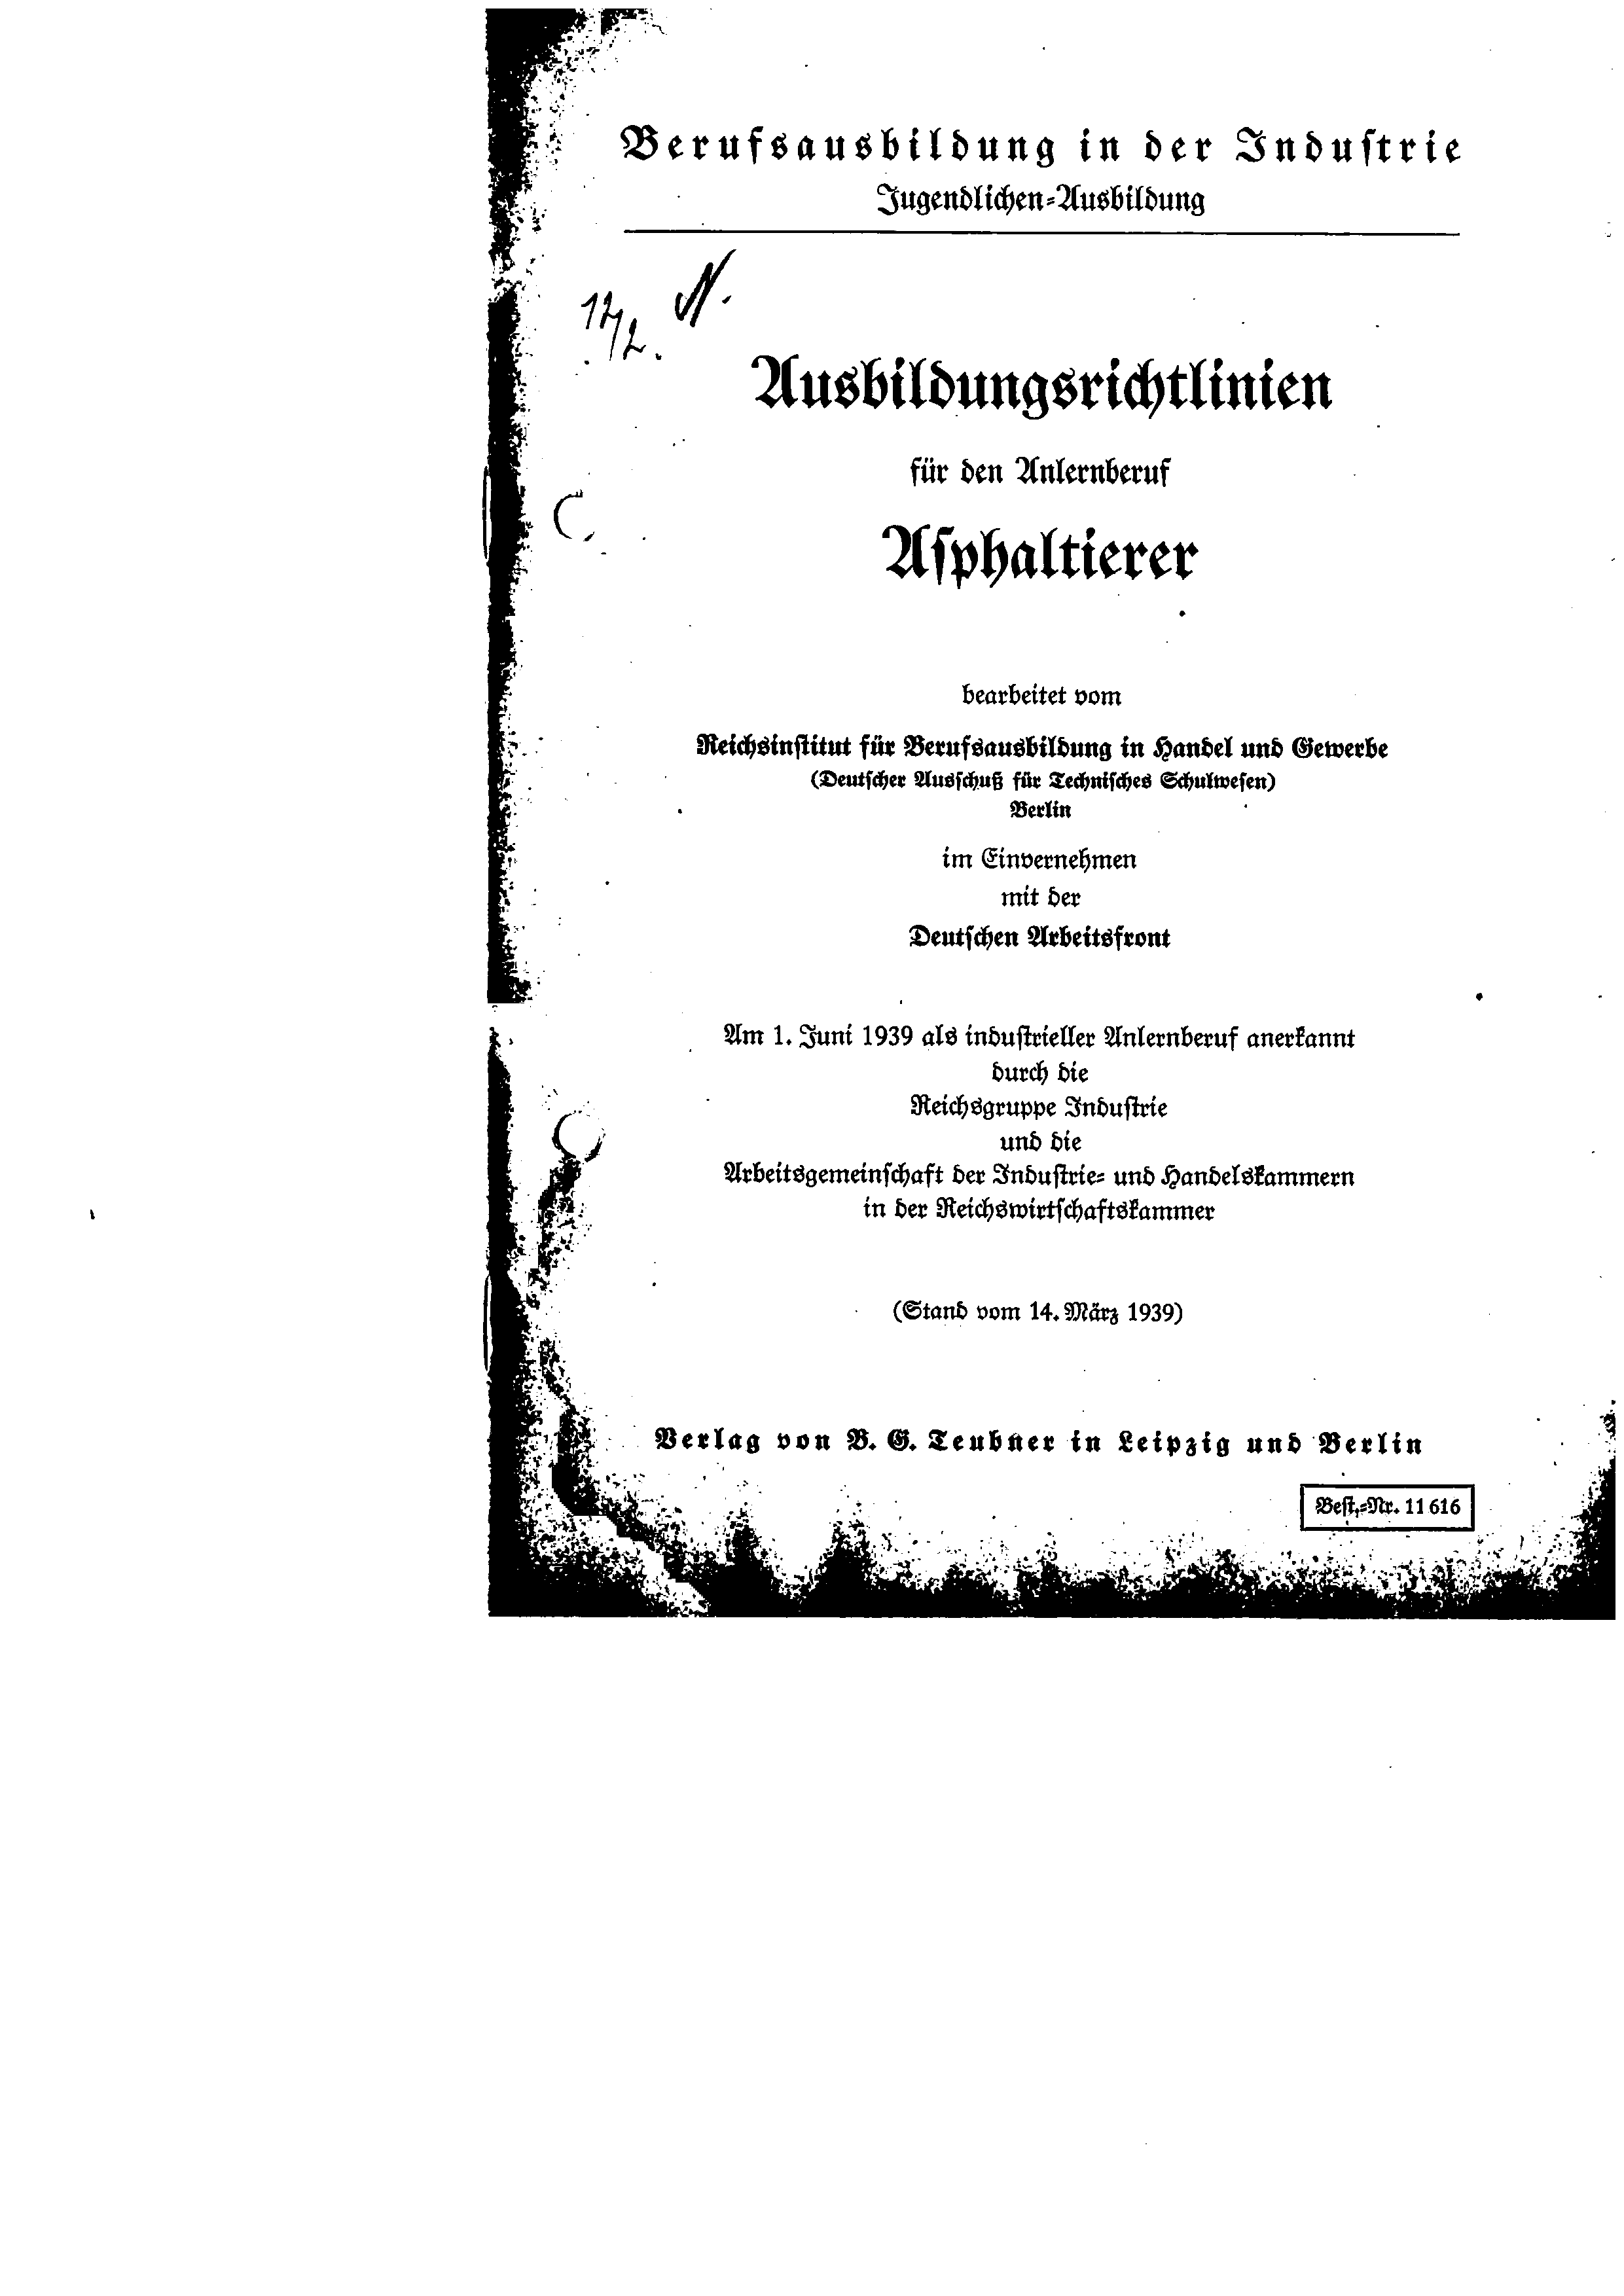 Berufsausbildung in der Industrie
Jugendlichen-Ausbildung
12/2. N.
Ausbildungsrichtlinien
für den Anlernberuf
Asphaltierer
bearbeitet vom
Reichsinstitut für Berufsausbildung in Handel und Gewerbe
(Deutscher Ausschuß für Technisches Schulwesen)
Berlin
im Einvernehmen
mit der
Deutschen Arbeitsfront
Am 1. Juni 1939 als industrieller Anlernberuf anerkannt
durch die
Reichsgruppe Industrie
und die
Arbeitsgemeinschaft der Industrie- und Handelskammern
in der Reichswirtschaftskammer
(Stand vom 14. März 1939)
Verlag von B. G. Teubner in Leipzig und Berlin
Best.-Nr. 11616